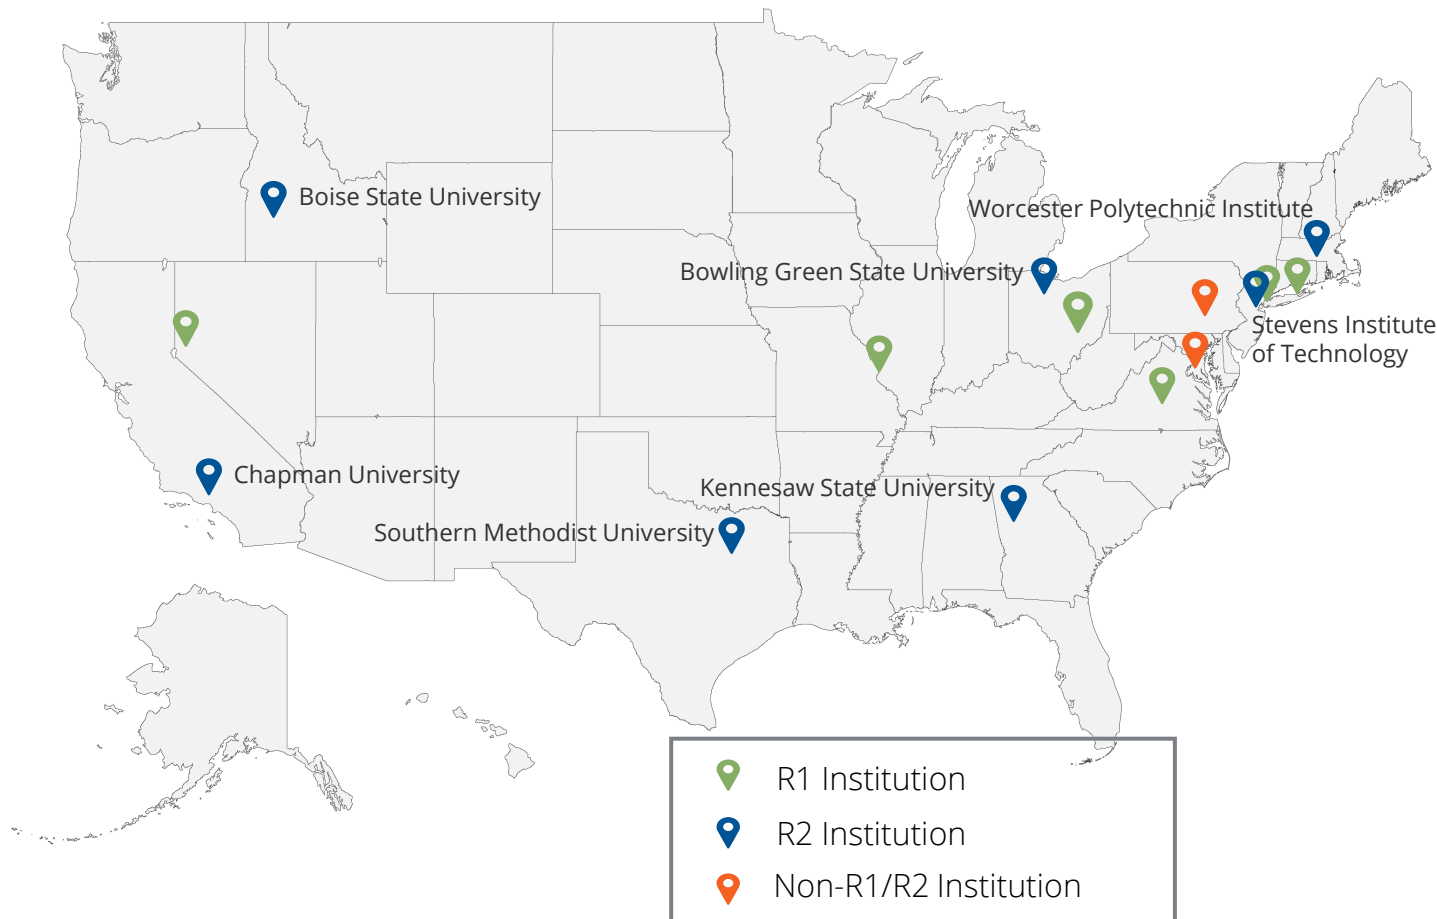 Boise State University
Worcester Polytechnic Institute
Bowling Green State University
Stevens Institute
of Technology
Chapman University
Kennesaw State University
Southern Methodist University
R1 Institution
R2 Institution
Non-R1/R2 Institution